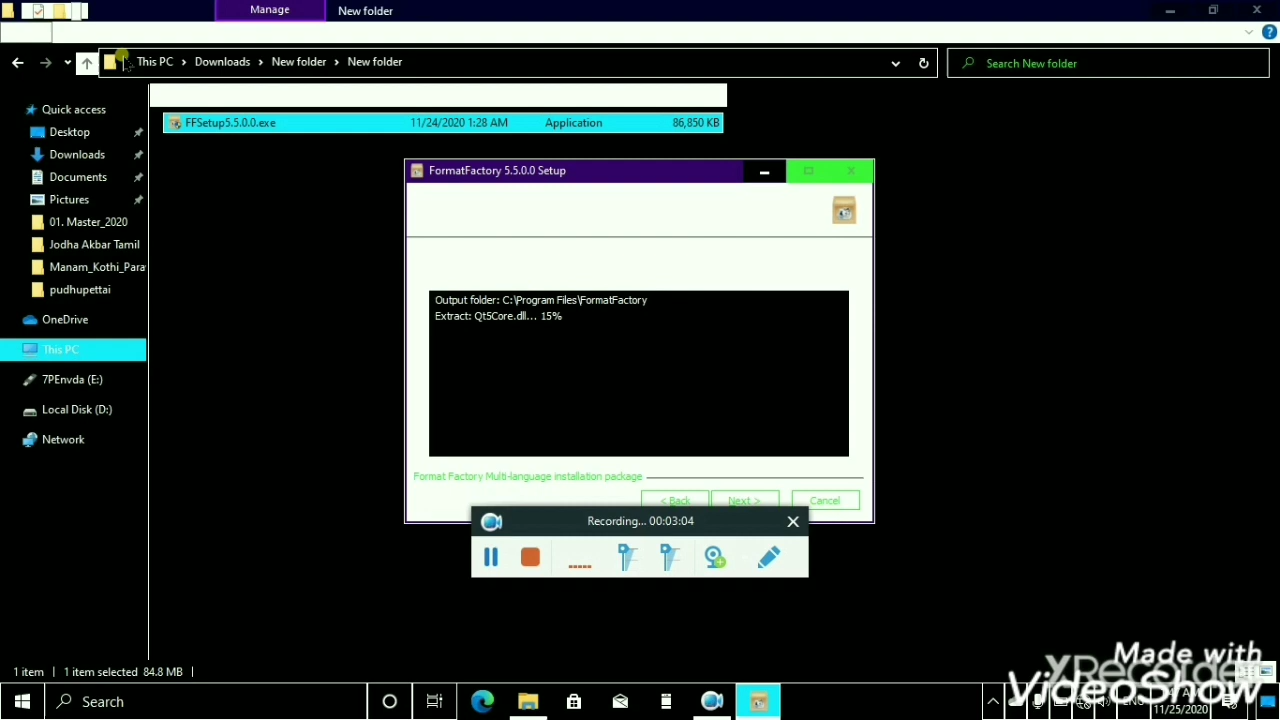 Manage
New folder
This PC > Downloads > New folder > New folder
Search New folder
Quick access
Desktop
Downloads
Documents
Pictures
01. Master_2020
Jodha Akbar Tamil
Manam_Kothi_Para
pudhupettai
OneDrive
This PC
7PEnvda (E:)
Local Disk (D:)
Network
FFSetup5.5.0.0.exe 11/24/2020 1:28 AM Application 86,850 KB
FormatFactory 5.5.0.0 Setup
Output folder: C:\Program Files\FormatFactory
Extract: Qt5Core.dll... 15%
Format Factory Multi-language installation package
< Back Next > Cancel
Recording... 00:03:04
1 item 1 item selected 84.8 MB
Search
11/25/2020
Made with
XRecorder
VideoShow